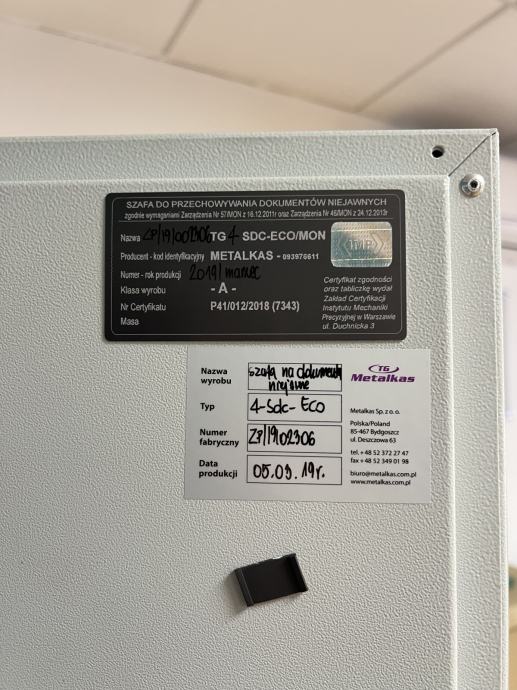 SZAFA DO PRZECHOWYWANIA DOKUMENTÓW NIEJAWNYCH
zgodnie wymaganiami Zarządzenia Nr 57/MON z 16.12.2011r oraz Zarządzenia Nr 46/MON z 24.12.2013r
Nazwa ZP/19/002306 TG 4 SDC-ECO/MON
Producent - kod identyfikacyjny METALKAS - 093976611
Numer - rok produkcji 2019/marzec
Klasa wyrobu - A -
Nr Certyfikatu P41/012/2018 (7343)
Masa
IMP
Certyfikat zgodności
oraz tabliczkę wydał
Zakład Certyfikacji
Instytutu Mechaniki
Precyzyjnej w Warszawie
ul. Duchnicka 3
Nazwa wyrobu szafa na dokumenty niejawne
Typ 4-Sdc-ECO
Numer fabryczny ZP/19/02306
Data produkcji 05.03.19r.
TG
Metalkas
Metalkas Sp. z o. o.
Polska/Poland
85-467 Bydgoszcz
ul. Deszczowa 63
tel. + 48 52 372 27 47
fax + 48 52 349 01 98
biuro@metalkas.com.pl
www.metalkas.com.pl